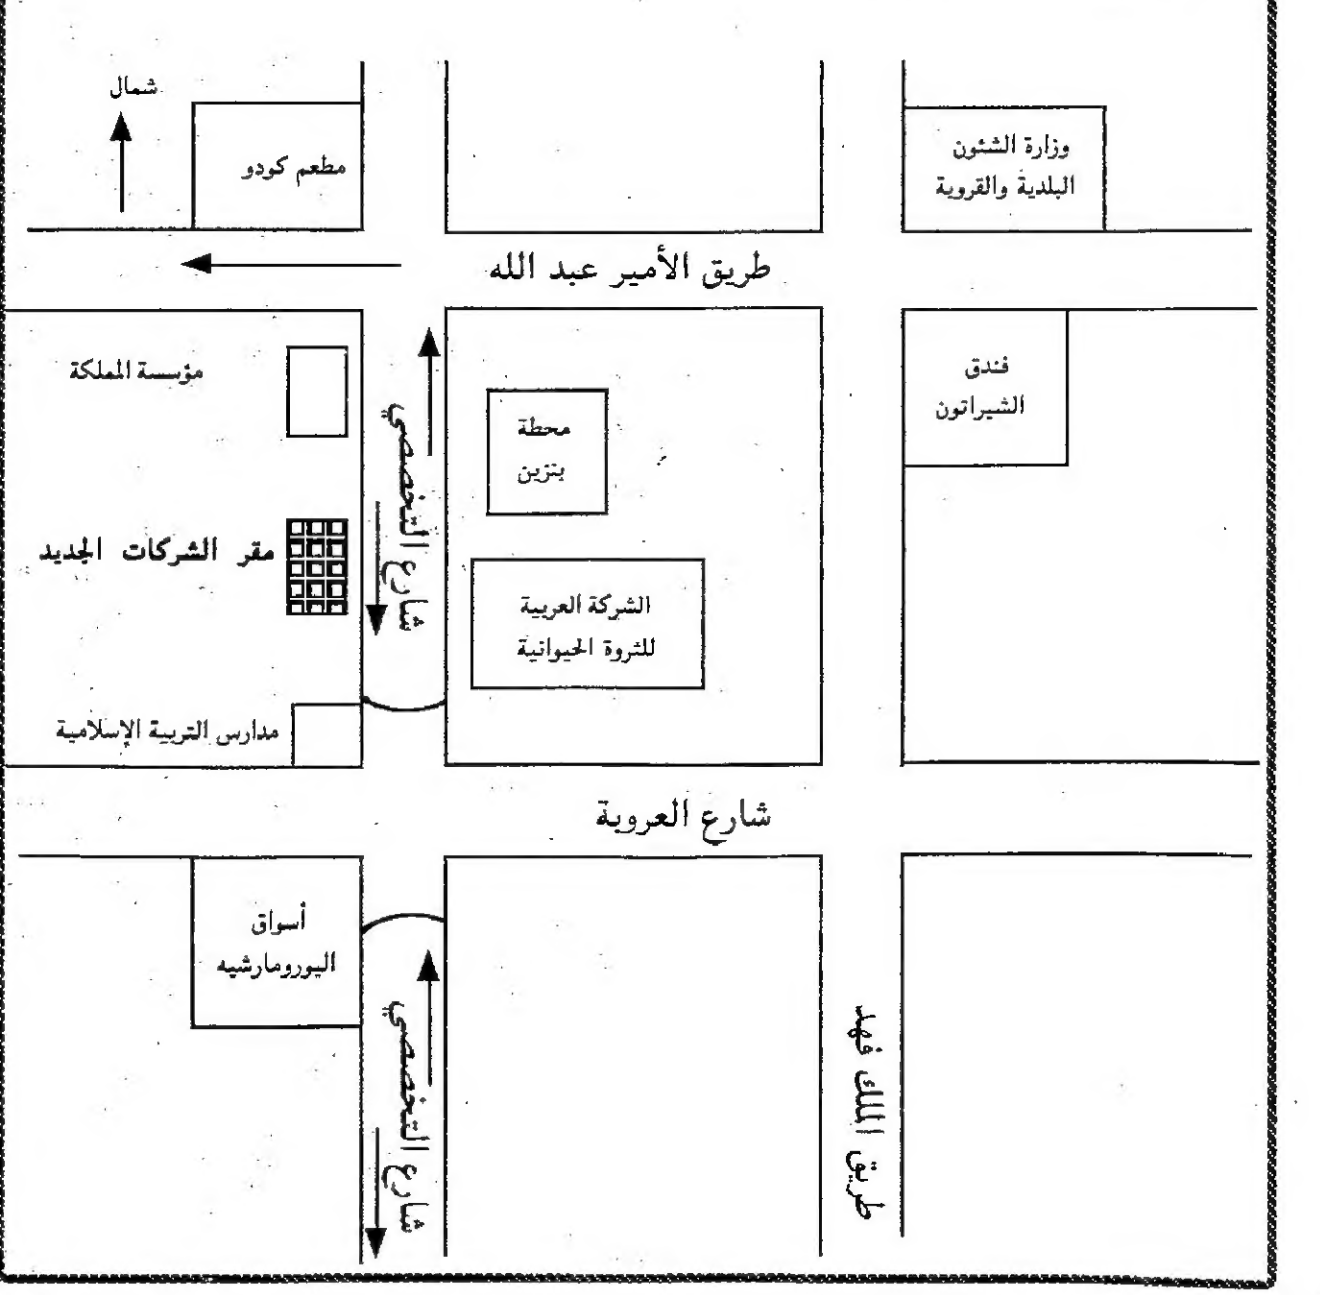 شمال
مطعم كودو
وزارة الشئون
البلدية والقروية
طريق الأمير عبد الله
مؤسسة المملكة
شارع التخصصي
محطة
بنزين
فندق
الشيراتون
مقر الشركات الجديد
الشركة العربية
للثروة الحيوانية
مدارس التربية الإسلامية
شارع العروبة
أسواق
اليورومارشيه
شارع التخصصي
طريق الملك فهد